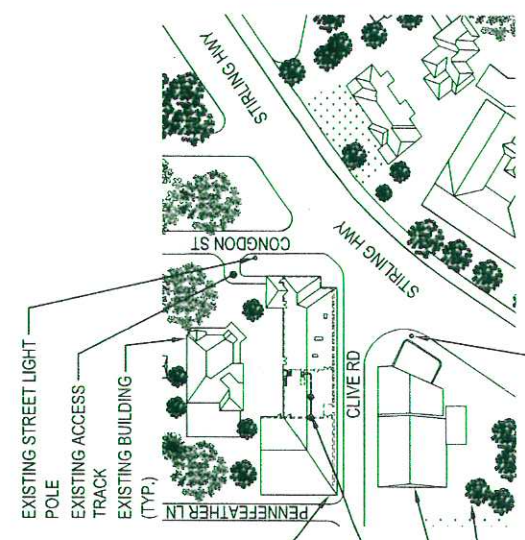 EXISTING STREET LIGHT
POLE
EXISTING ACCESS
TRACK
EXISTING BUILDING
(TYP.)
STIRLING HWY
CONGDON ST
STIRLING HWY
CLIVE RD
PENNEFEATHER LN